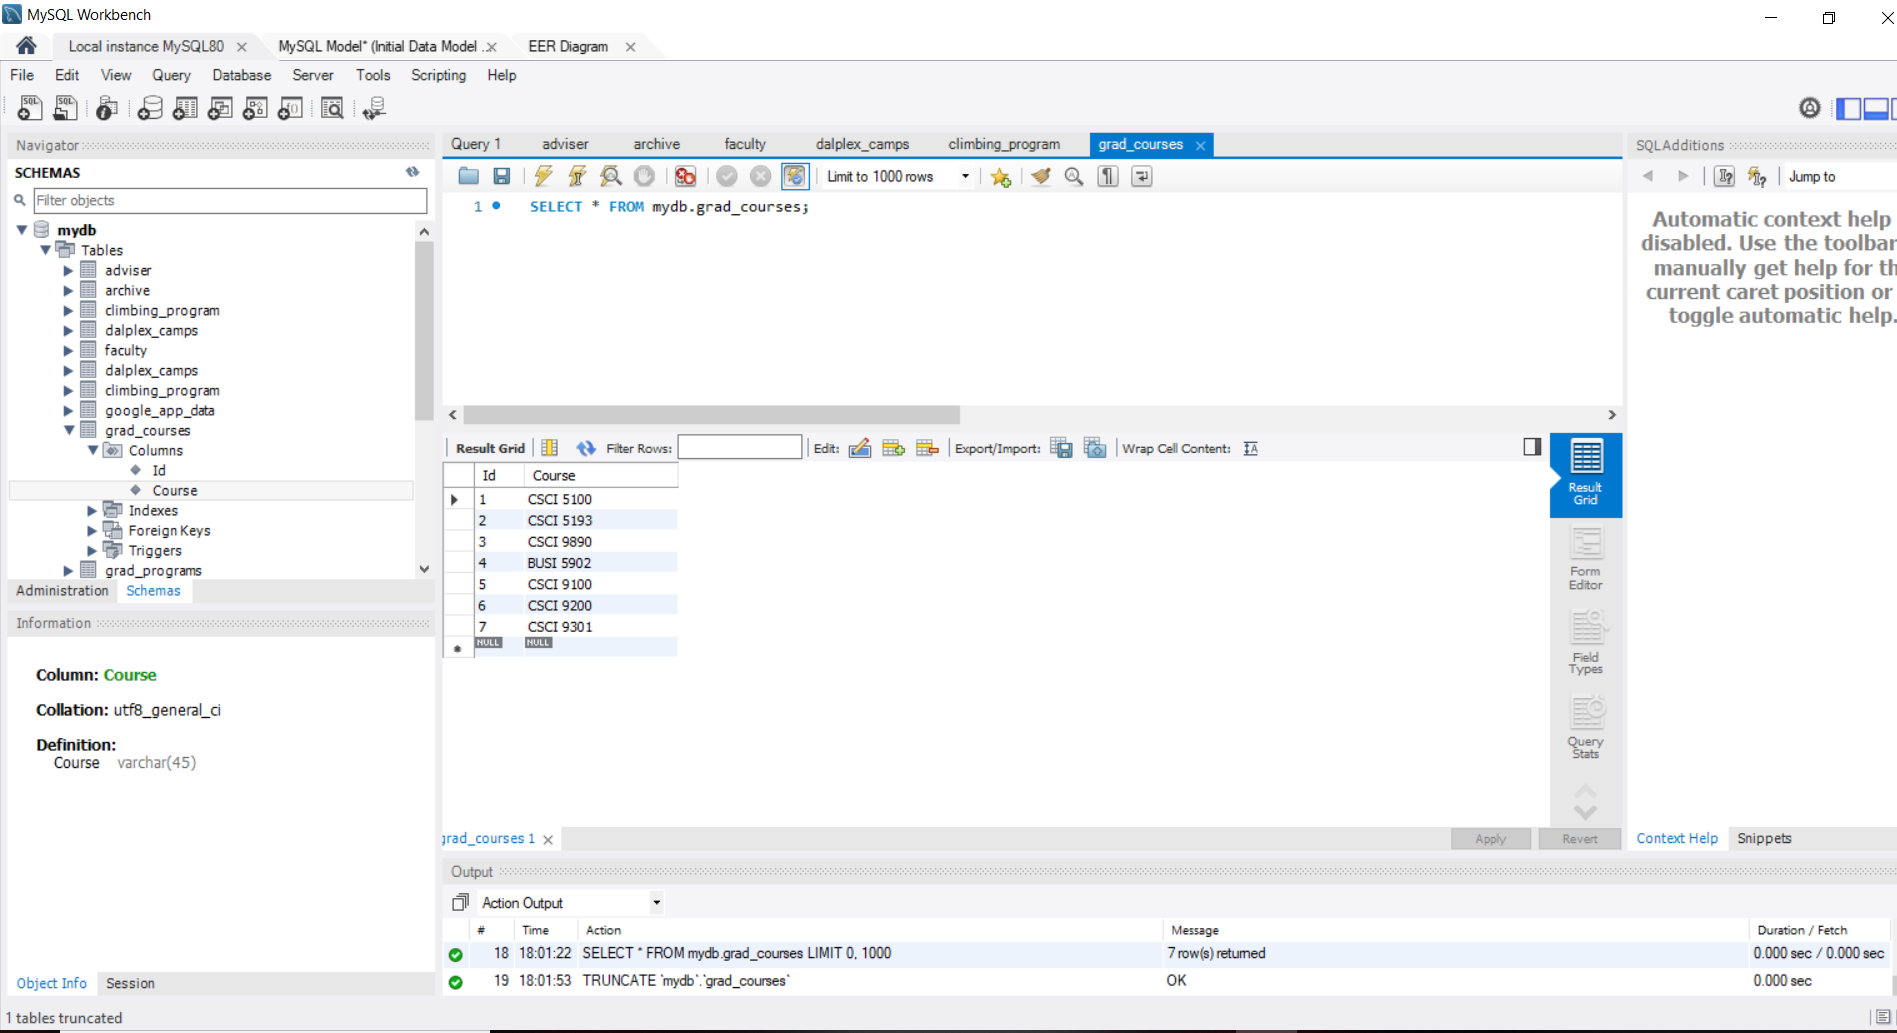 MySQL Workbench
Local instance MySQL80
MySQL Model* (Initial Data Model .
EER Diagram
File Edit View Query Database Server Tools Scripting Help
Navigator
SCHEMAS
Filter objects
mydb
Tables
adviser
archive
climbing_program
dalplex_camps
faculty
dalplex_camps
climbing_program
google_app_data
grad_courses
Columns
Id
Course
Indexes
Foreign Keys
Triggers
grad_programs
Administration Schemas
Information
Column: Course
Collation: utf8_general_ci
Definition:
Course varchar(45)
Object Info Session
Query 1 adviser archive faculty dalplex_camps climbing_program grad_courses
Limit to 1000 rows
1 SELECT * FROM mydb.grad_courses;
Result Grid Filter Rows: Edit: Export/Import: Wrap Cell Content:
Id Course
1 CSCI 5100
2 CSCI 5193
3 CSCI 9890
4 BUSI 5902
5 CSCI 9100
6 CSCI 9200
7 CSCI 9301
NULL NULL
Result
Grid
Form
Editor
Field
Types
Query
Stats
grad_courses 1
Apply Revert
SQLAdditions
Jump to
Automatic context help
disabled. Use the toolbar
manually get help for th
current caret position or
toggle automatic help.
Context Help Snippets
Output
Action Output
# Time Action Message Duration / Fetch
18 18:01:22 SELECT * FROM mydb.grad_courses LIMIT 0, 1000 7 row(s) returned 0.000 sec / 0.000 sec
19 18:01:53 TRUNCATE `mydb`.`grad_courses` OK 0.000 sec
1 tables truncated